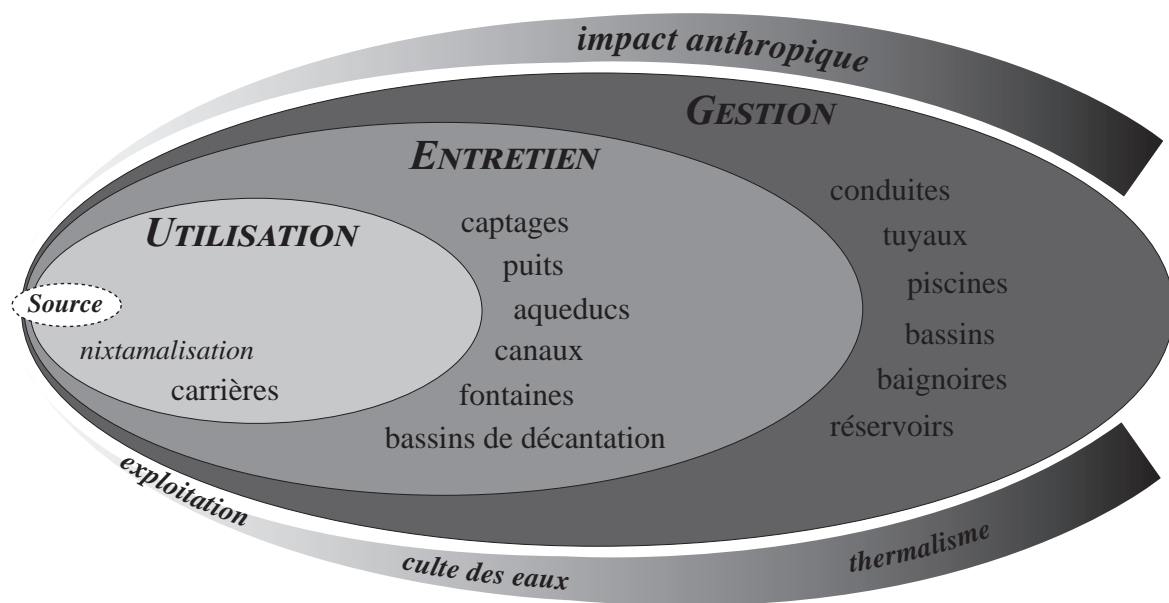 impact anthropique
GESTION
ENTRETIEN
UTILISATION
Source
nixtamalisation
carrières
captages
puits
aqueducs
canaux
fontaines
bassins de décantation
conduites
tuyaux
piscines
bassins
baignoires
réservoirs
exploitation
culte des eaux
thermalisme